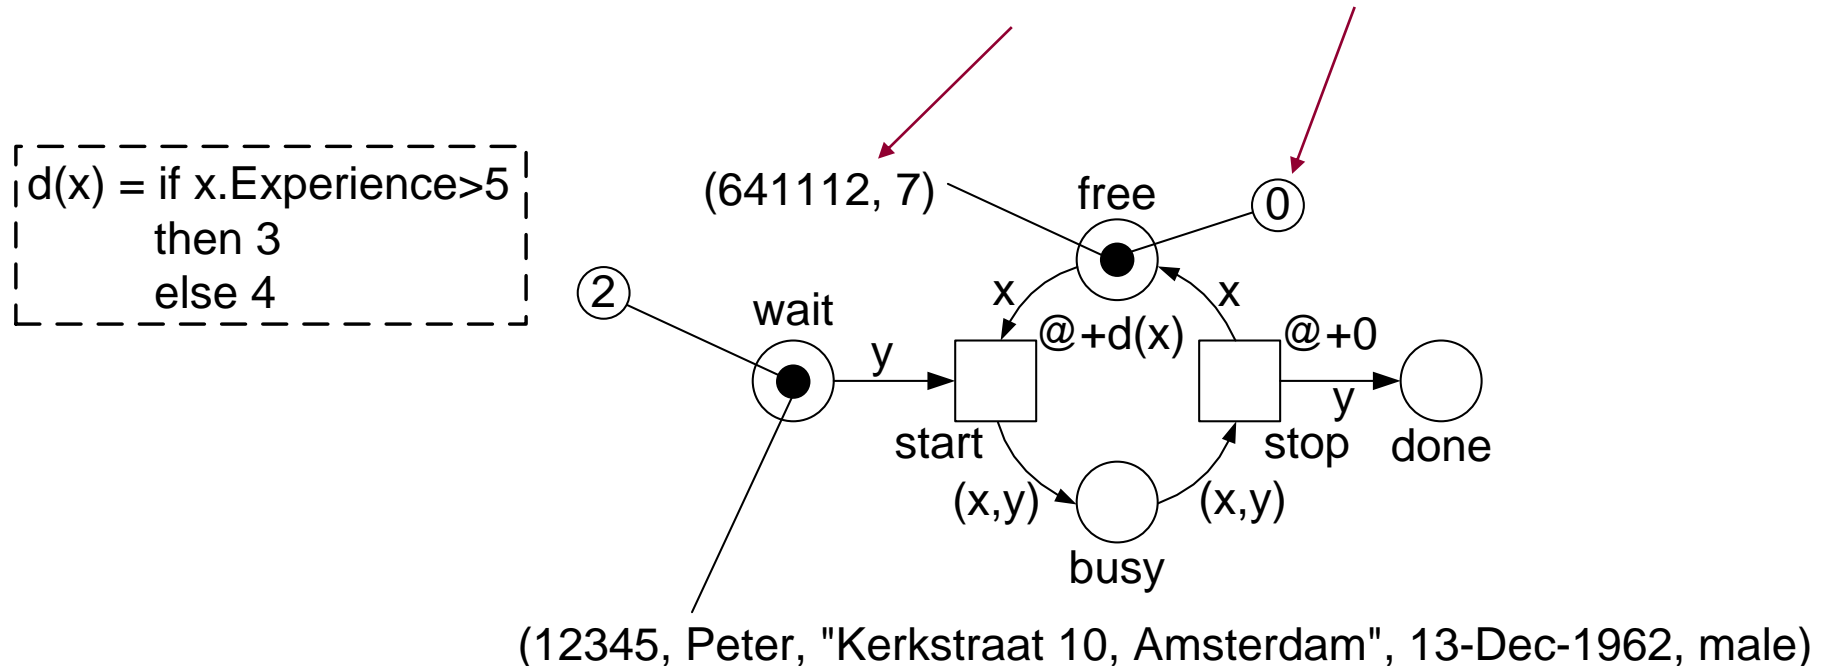 d(x) = if x.Experience>5
then 3
else 4
(641112, 7)
free
0
2
wait
x
x
@+d(x)
@+0
y
y
start
stop
done
(x,y)
(x,y)
busy
(12345, Peter, "Kerkstraat 10, Amsterdam", 13-Dec-1962, male)